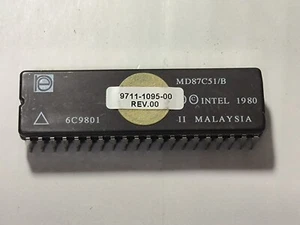 MD87C51/B
9711-1095-00
REV.00
© INTEL 1980
6C9801
II MALAYSIA